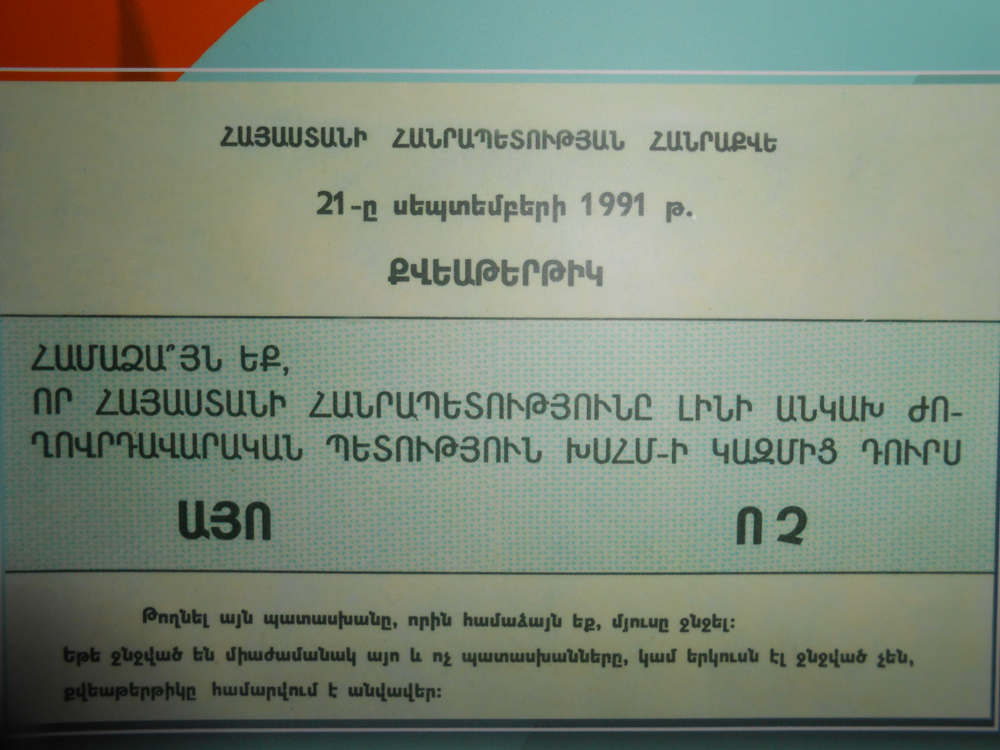 ՀԱՅԱՍՏԱՆԻ ՀԱՆՐԱՊԵՏՈՒԹՅԱՆ ՀԱՆՐԱՔՎԵ
21-ը սեպտեմբերի 1991 թ.
ՔՎԵԱԹԵՐԹԻԿ
ՀԱՄԱՁԱ՞ՅՆ ԵՔ,
ՈՐ ՀԱՅԱՍՏԱՆԻ ՀԱՆՐԱՊԵՏՈՒԹՅՈՒՆԸ ԼԻՆԻ ԱՆԿԱԽ ԺՈ-
ՂՈՎՐԴԱՎԱՐԱԿԱՆ ՊԵՏՈՒԹՅՈՒՆ ԽՍՀՄ-Ի ԿԱԶՄԻՑ ԴՈՒՐՍ
ԱՅՈ ՈՉ
Թողնել այն պատասխանը, որին համաձայն եք, մյուսը ջնջել:
Եթե ջնջված են միաժամանակ այո և ոչ պատասխանները, կամ երկուսն էլ ջնջված չեն,
քվեաթերթիկը համարվում է անվավեր: